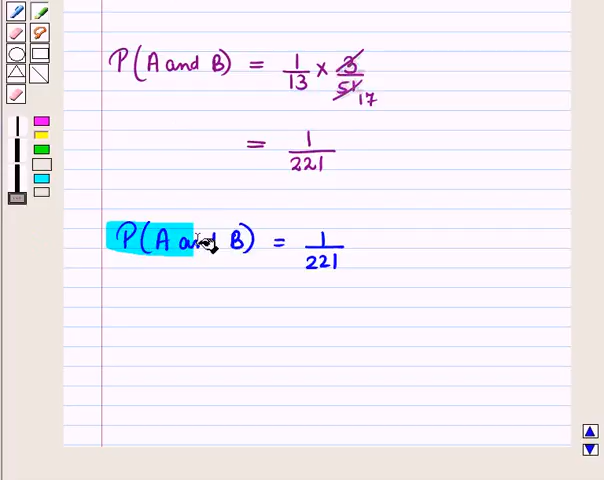 P(A and B) = 1/13 × 3/51 17
= 1/221
P(A and B) = 1/221